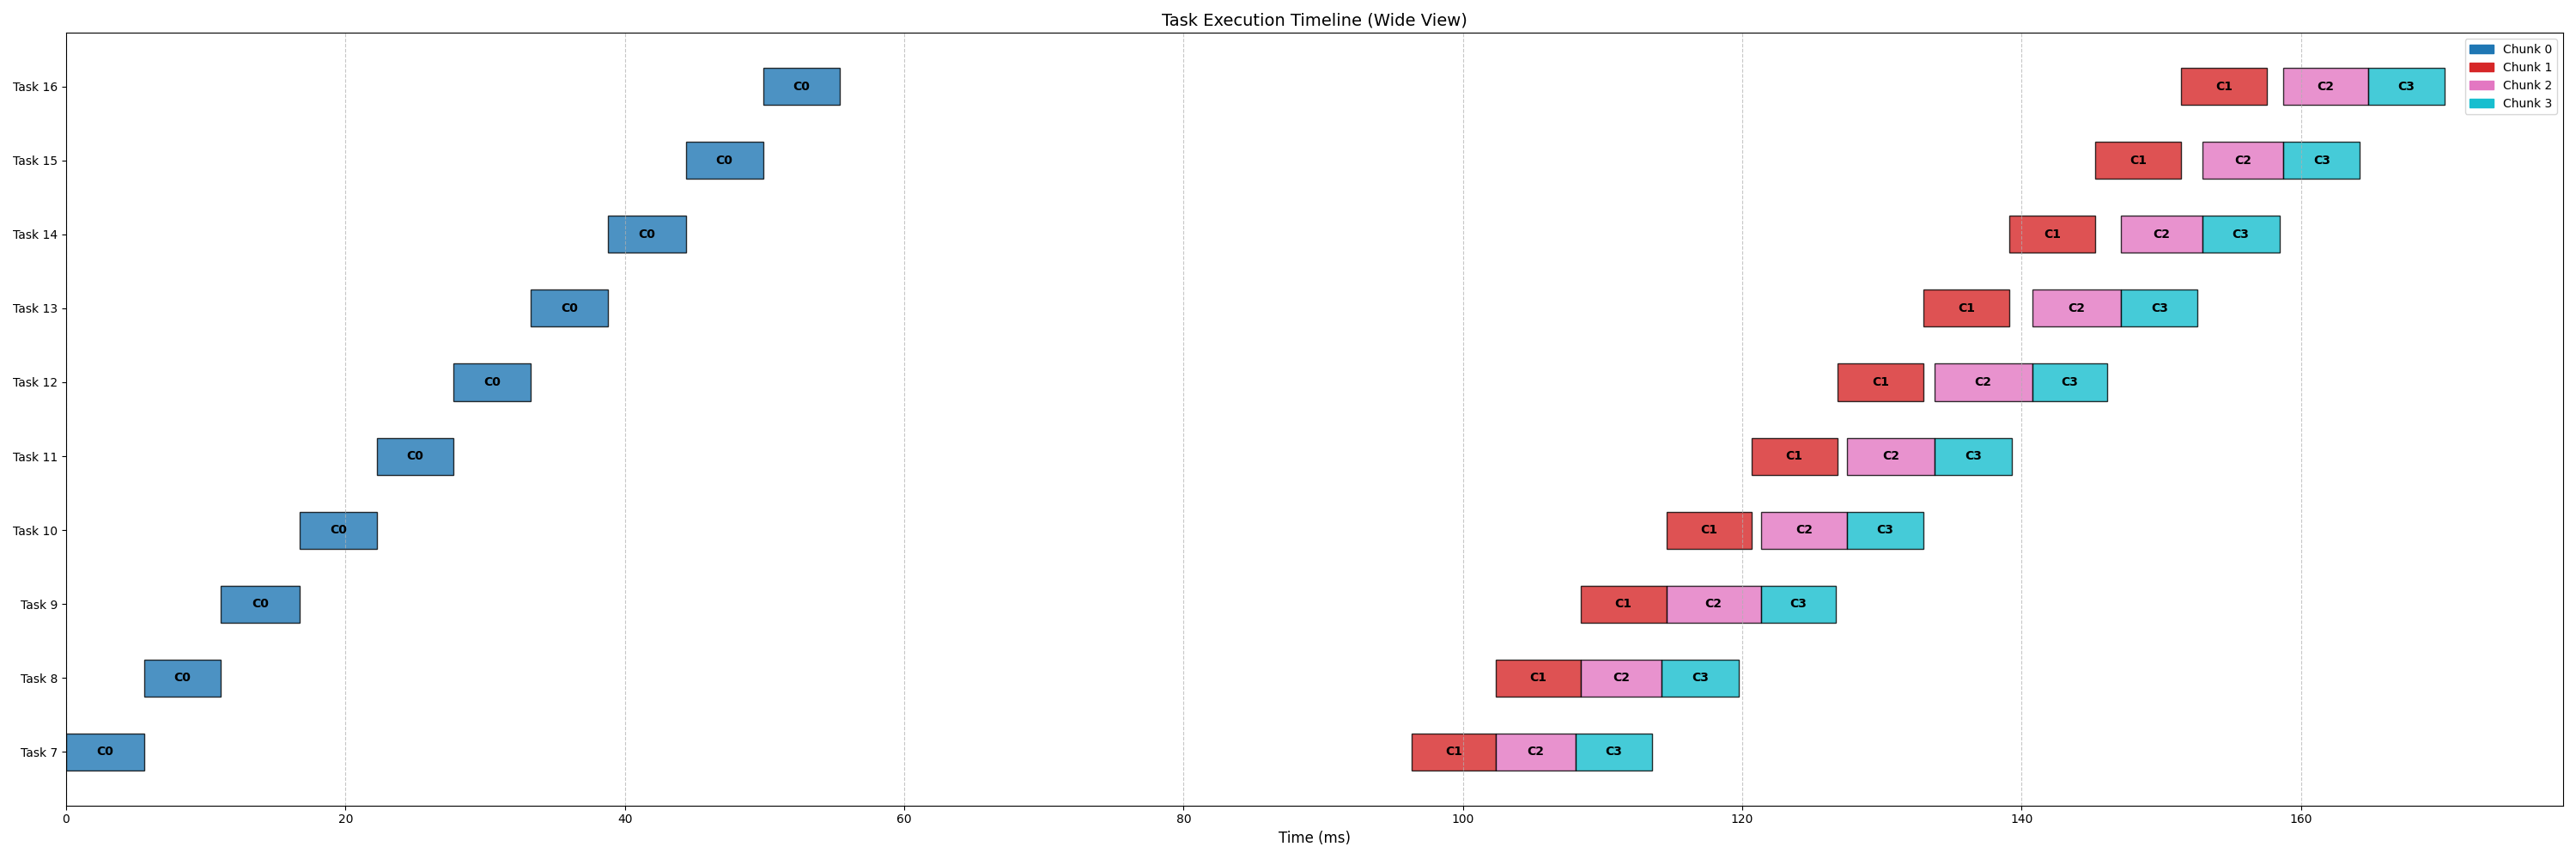 Task Execution Timeline (Wide View)
Chunk 0
Chunk 1
Chunk 2
Chunk 3
Task 16 C0 C1 C2 C3
Task 15 C0 C1 C2 C3
Task 14 C0 C1 C2 C3
Task 13 C0 C1 C2 C3
Task 12 C0 C1 C2 C3
Task 11 C0 C1 C2 C3
Task 10 C0 C1 C2 C3
Task 9 C0 C1 C2 C3
Task 8 C0 C1 C2 C3
Task 7 C0 C1 C2 C3
0 20 40 60 80 100 120 140 160
Time (ms)